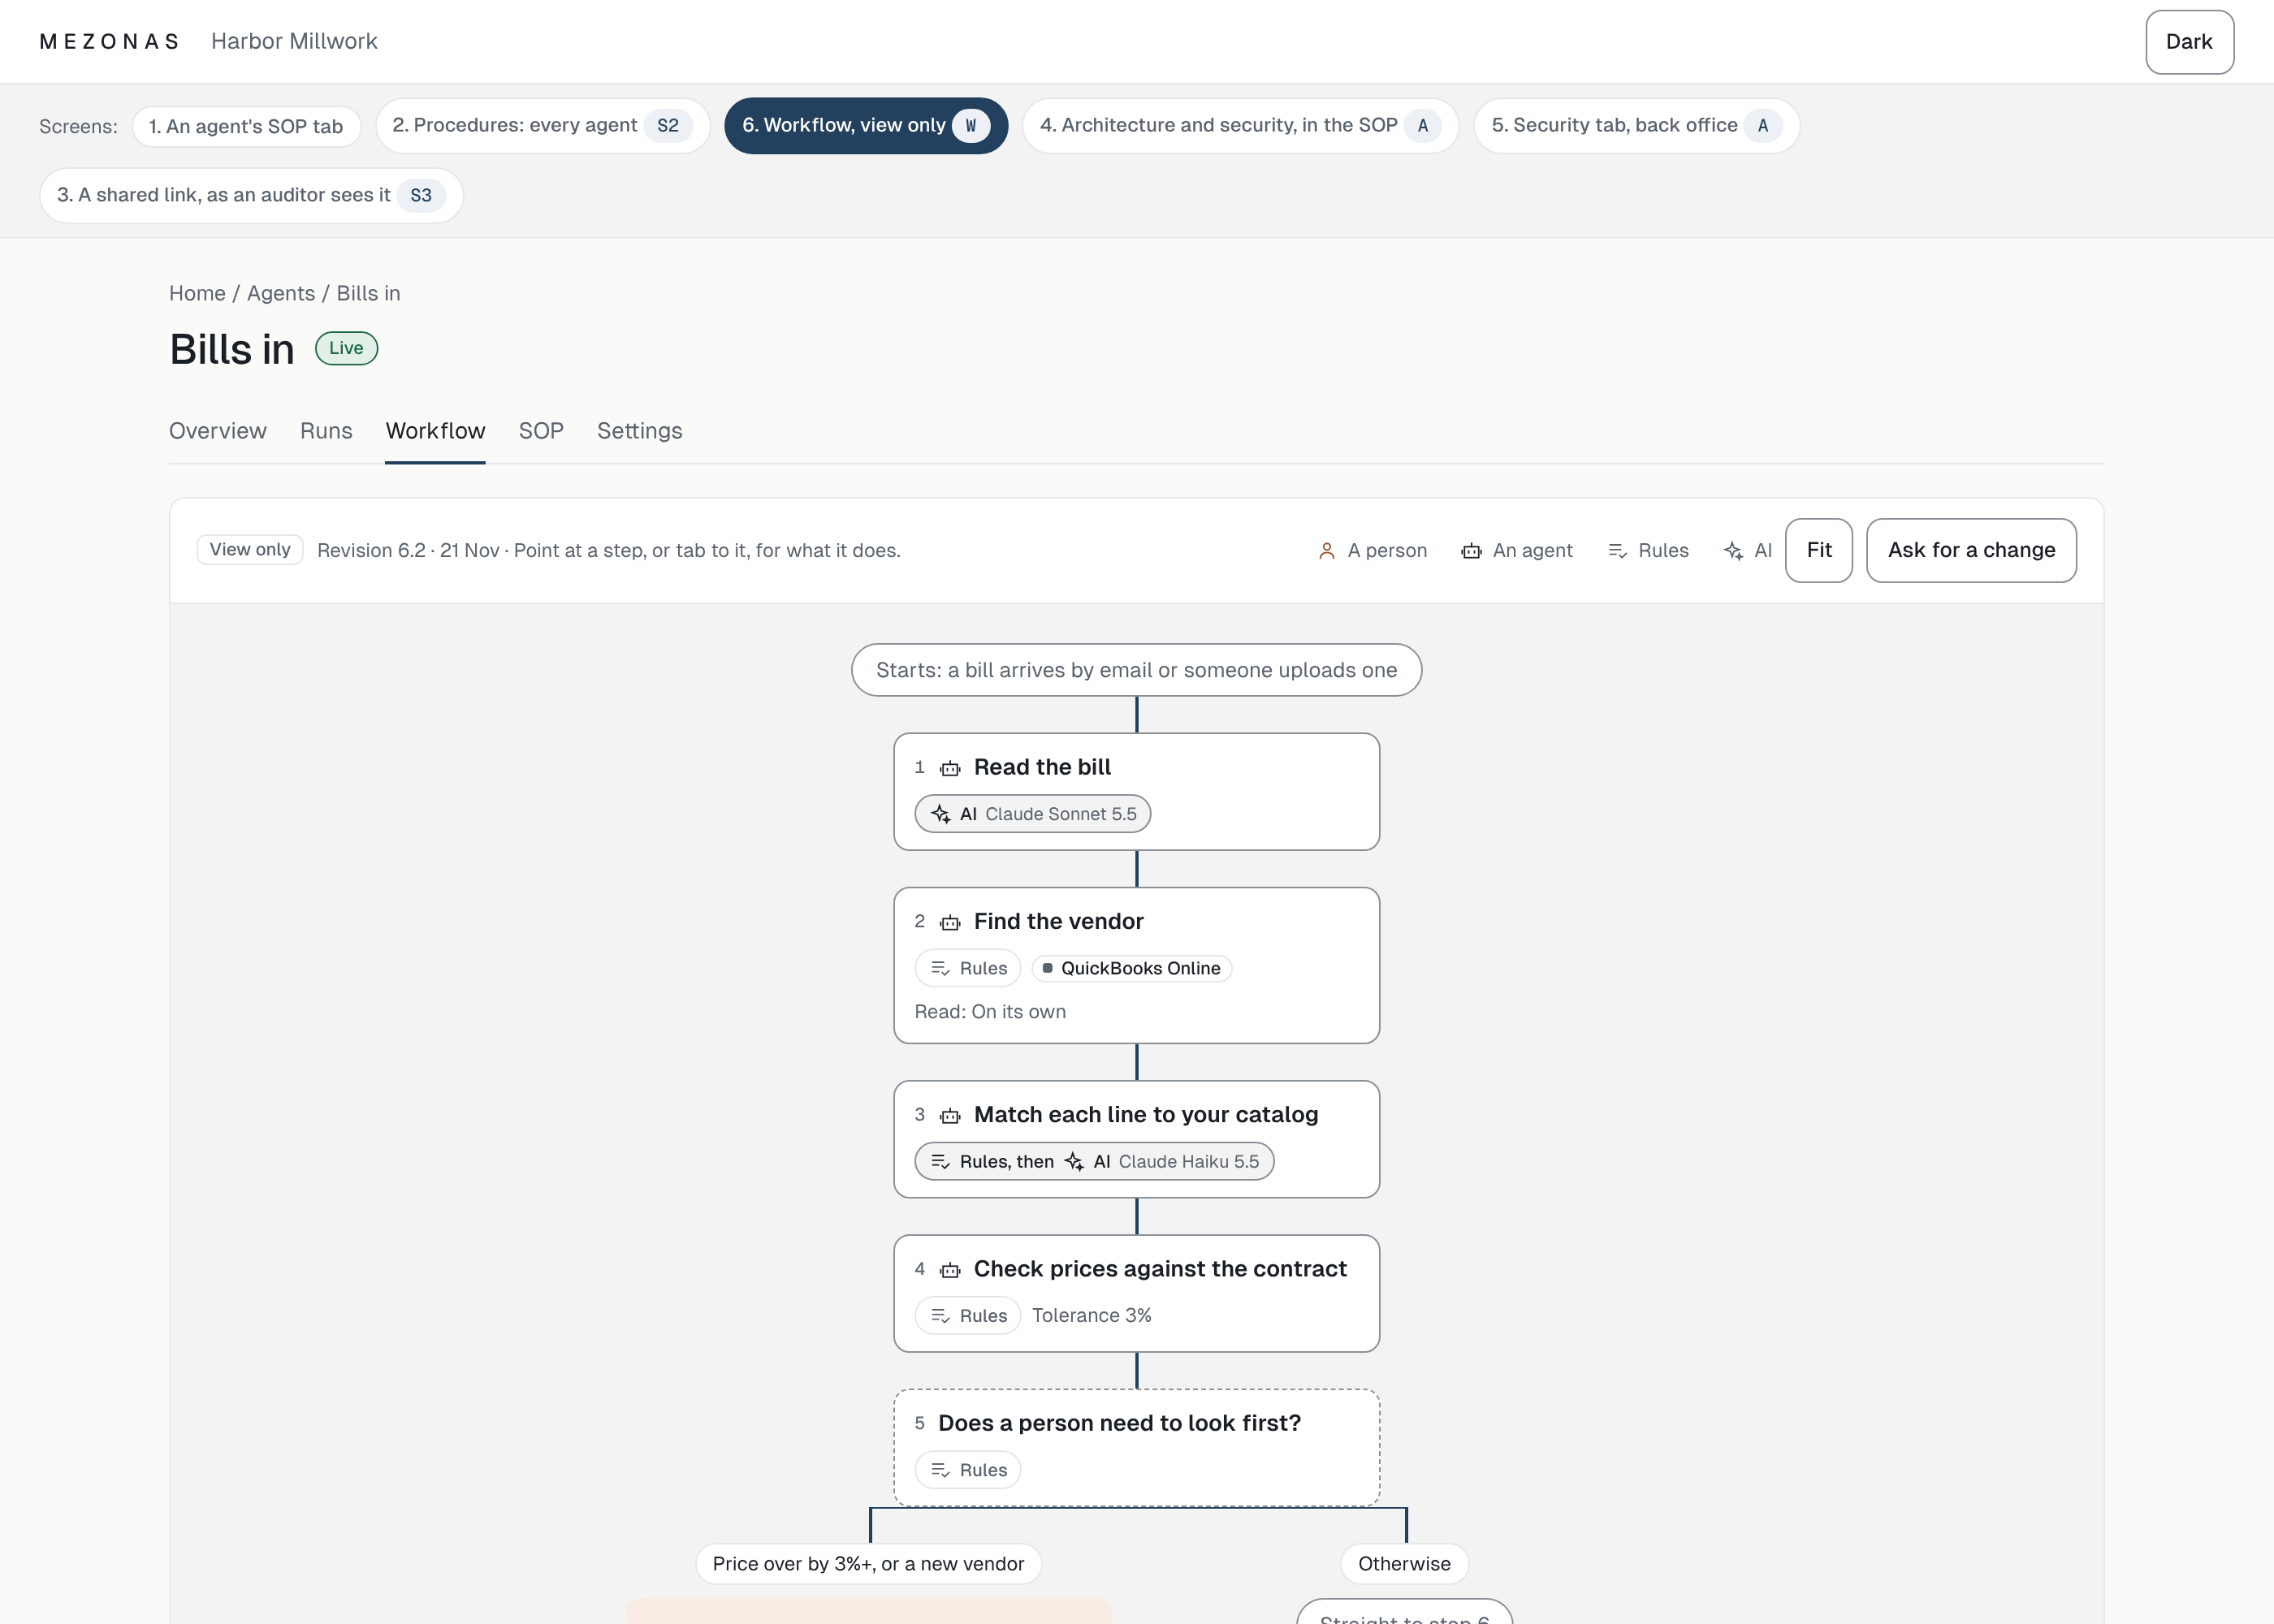 MEZONAS Harbor Millwork Dark
Screens: 1. An agent's SOP tab 2. Procedures: every agent S2 6. Workflow, view only W 4. Architecture and security, in the SOP A 5. Security tab, back office A
3. A shared link, as an auditor sees it S3
Home / Agents / Bills in
Bills in Live
Overview Runs Workflow SOP Settings
View only Revision 6.2 · 21 Nov · Point at a step, or tab to it, for what it does. A person An agent Rules AI Fit Ask for a change
Starts: a bill arrives by email or someone uploads one
1 Read the bill
AI Claude Sonnet 5.5
2 Find the vendor
Rules QuickBooks Online
Read: On its own
3 Match each line to your catalog
Rules, then AI Claude Haiku 5.5
4 Check prices against the contract
Rules Tolerance 3%
5 Does a person need to look first?
Rules
Price over by 3%+, or a new vendor Otherwise
Straight to step 6